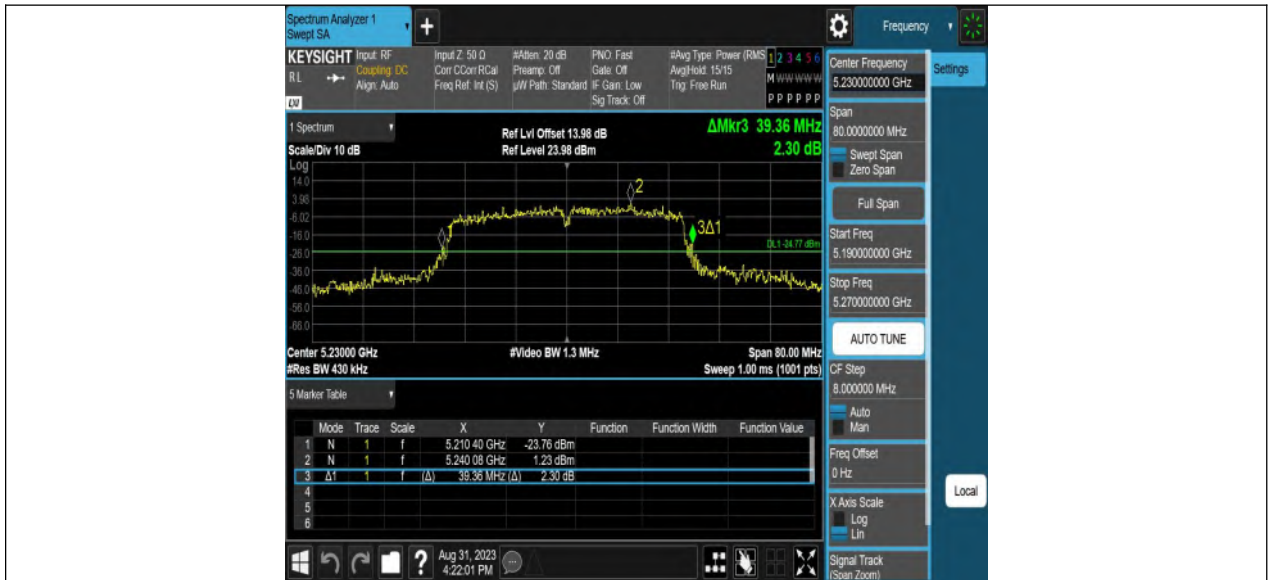 Spectrum Analyzer 1
Swept SA
+
Frequency
KEYSIGHT Input: RF Input Z: 50 Ω #Atten: 20 dB PNO: Fast #Avg Type: Power (RMS 1 2 3 4 5 6
RL Coupling: DC Corr CCorr RCal Preamp: Off Gate: Off Avg|Hold: 15/15 M W W W W W
Align: Auto Freq Ref: Int (S) µW Path: Standard IF Gain: Low Trig: Free Run
Sig Track: Off P P P P P P
LXI
1 Spectrum
Ref Lvl Offset 13.98 dB
ΔMkr3 39.36 MHz
Scale/Div 10 dB
Ref Level 23.98 dBm
2.30 dB
Log
14.0
3.98
-6.02
-16.0
-26.0
-36.0
-46.0
-56.0
-66.0
2
1
3Δ1
DL1 -24.77 dBm
Center 5.23000 GHz
#Video BW 1.3 MHz
Span 80.00 MHz
#Res BW 430 kHz
Sweep 1.00 ms (1001 pts)
5 Marker Table
Mode Trace Scale X Y Function Function Width Function Value
1 N 1 f 5.210 40 GHz -23.76 dBm
2 N 1 f 5.240 08 GHz 1.23 dBm
3 Δ1 1 f (Δ) 39.36 MHz (Δ) 2.30 dB
4
5
6
?
Aug 31, 2023
4:22:01 PM
Center Frequency
5.230000000 GHz
Settings
Span
80.0000000 MHz
Swept Span
Zero Span
Full Span
Start Freq
5.190000000 GHz
Stop Freq
5.270000000 GHz
AUTO TUNE
CF Step
8.000000 MHz
Auto
Man
Freq Offset
0 Hz
X Axis Scale
Log
Lin
Local
Signal Track
(Span Zoom)